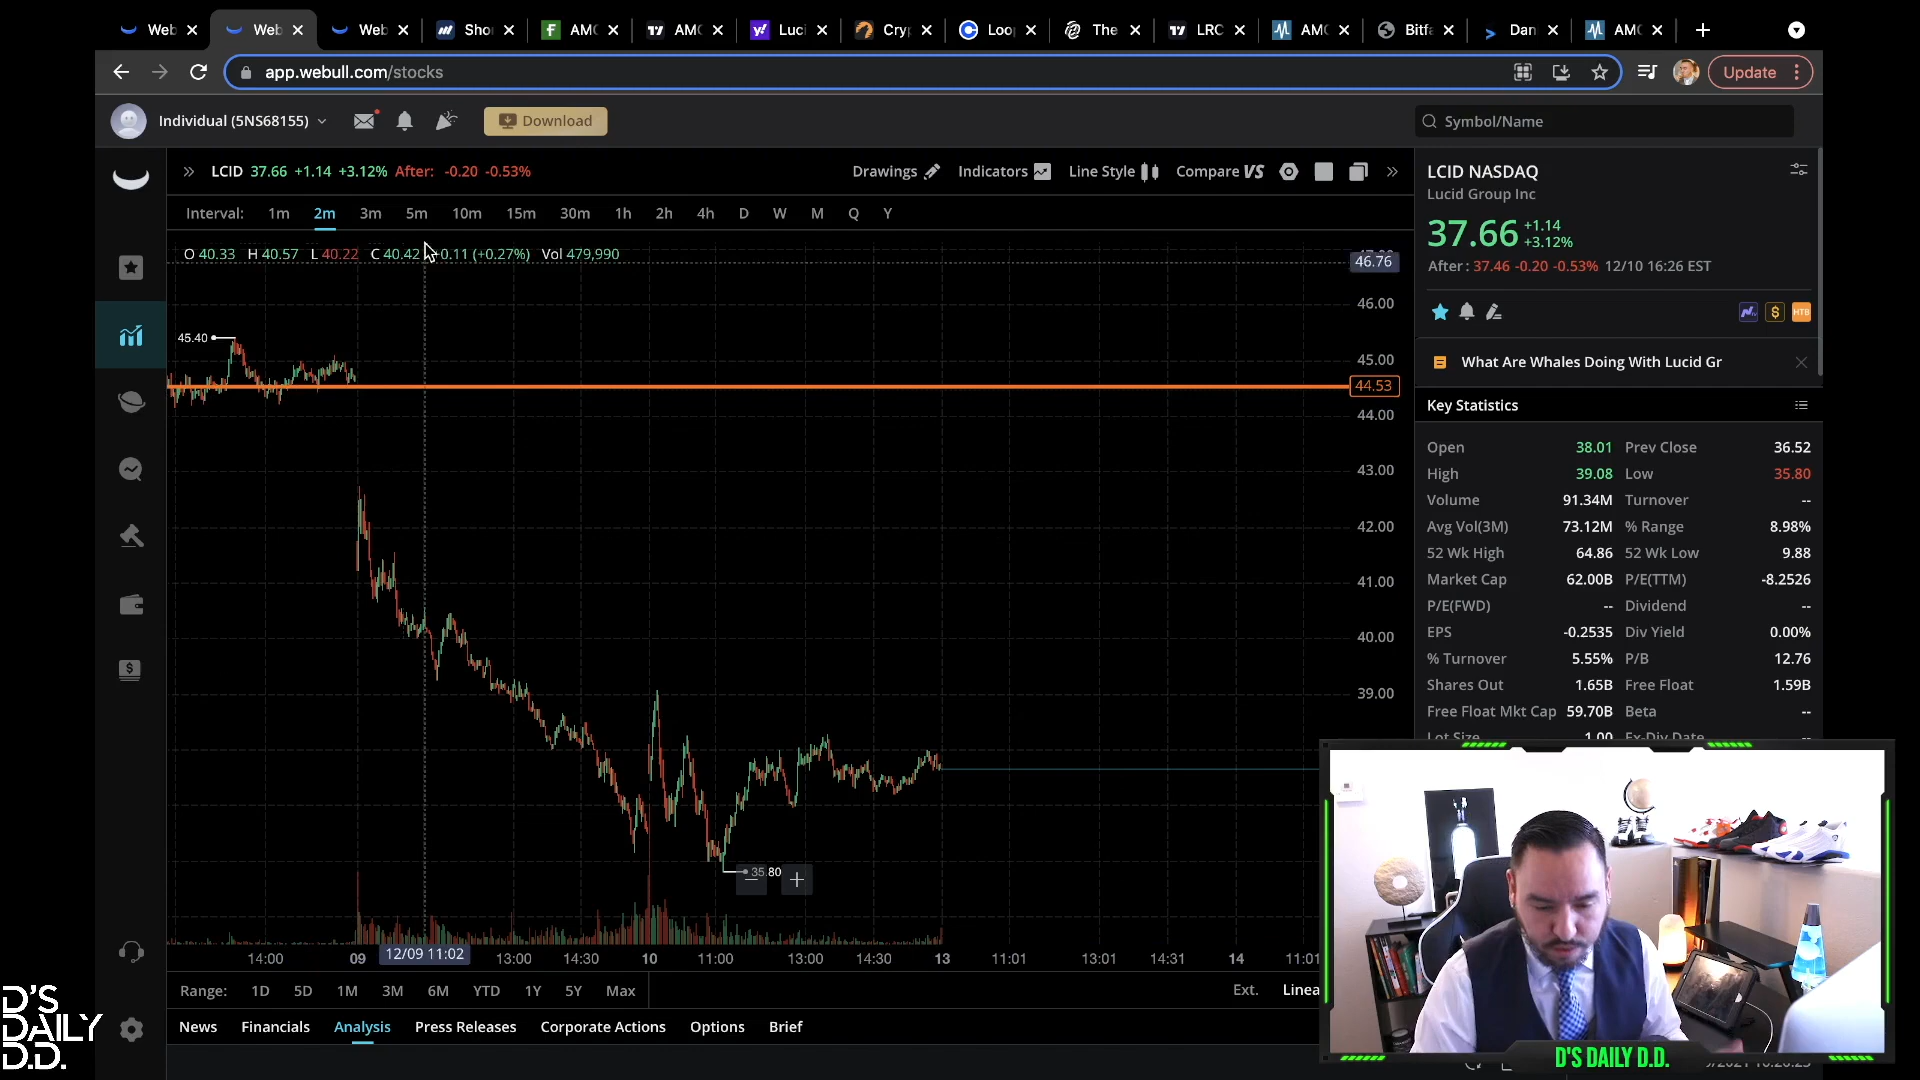 Web Web Web Sho AMC AMC Luci Cryp Loop The LRC AMC Bitfa Dan AMC
app.webull.com/stocks Update
Individual (5NS68155) Download Symbol/Name
LCID 37.66 +1.14 +3.12% After: -0.20 -0.53% Drawings Indicators Line Style Compare VS
LCID NASDAQ
Lucid Group Inc
Interval: 1m 2m 3m 5m 10m 15m 30m 1h 2h 4h D W M Q Y
37.66 +1.14
+3.12%
O 40.33 H 40.57 L 40.22 C 40.42 +0.11 (+0.27%) Vol 479,990
After: 37.46 -0.20 -0.53% 12/10 16:26 EST
46.76
46.00
HTB
45.40
45.00
What Are Whales Doing With Lucid Gr
44.53
44.00
43.00
42.00
41.00
40.00
39.00
35.80
Key Statistics
Open 38.01 Prev Close 36.52
High 39.08 Low 35.80
Volume 91.34M Turnover --
Avg Vol(3M) 73.12M % Range 8.98%
52 Wk High 64.86 52 Wk Low 9.88
Market Cap 62.00B P/E(TTM) -8.2526
P/E(FWD) -- Dividend --
EPS -0.2535 Div Yield 0.00%
% Turnover 5.55% P/B 12.76
Shares Out 1.65B Free Float 1.59B
Free Float Mkt Cap 59.70B Beta --
Lot Size 1.00 Ex-Div Date --
14:00 09 12/09 11:02 13:00 14:30 10 11:00 13:00 14:30 13 11:01 13:01 14:31 14 11:01
Range: 1D 5D 1M 3M 6M YTD 1Y 5Y Max Ext. Linea
News Financials Analysis Press Releases Corporate Actions Options Brief
D'S
DAILY
D.D.
D'S DAILY D.D.